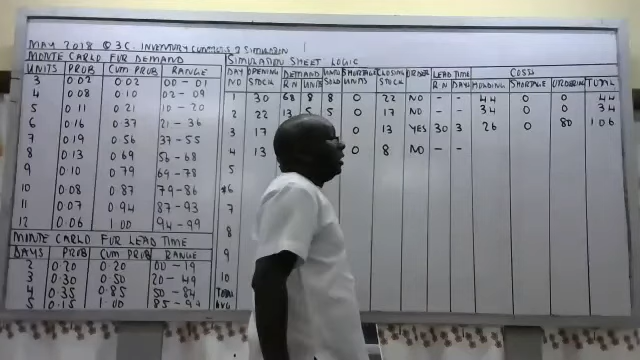 MAY 2018 Q 3C. INVENTORY CONTROLS & SIMULATION
MONTE CARLO FOR DEMAND
UNITS PROB CUM PROB RANGE
3 0.02 0.02 00 - 01
4 0.08 0.10 02 - 09
5 0.11 0.21 10 - 20
6 0.16 0.37 21 - 36
7 0.19 0.56 37 - 55
8 0.13 0.69 56 - 68
9 0.10 0.79 69 - 78
10 0.08 0.87 79 - 86
11 0.07 0.94 87 - 93
12 0.06 1.00 94 - 99
MONTE CARLO FOR LEAD TIME
DAYS PROB CUM PROB RANGE
2 0.20 0.20 00 - 19
3 0.30 0.50 20 - 49
4 0.35 0.85 50 - 84
5 0.15 1.00 85 - 99
SIMULATION SHEET: LOGIC
DAY NO OPENING STOCK DEMAND RN UNITS UNITS SOLD SHORTAGE UNITS CLOSING STOCK ORDER LEAD TIME RN DAYS COSTS HOLDING SHORTAGE ORDERING TOTAL
1 30 68 8 8 0 22 NO - - 44 0 0 44
2 22 13 5 5 0 17 NO - - 34 0 0 34
3 17 0 13 YES 30 3 26 0 80 106
4 13 0 8 NO - -
5
*6
7
8
9
10
TOTAL
AVG